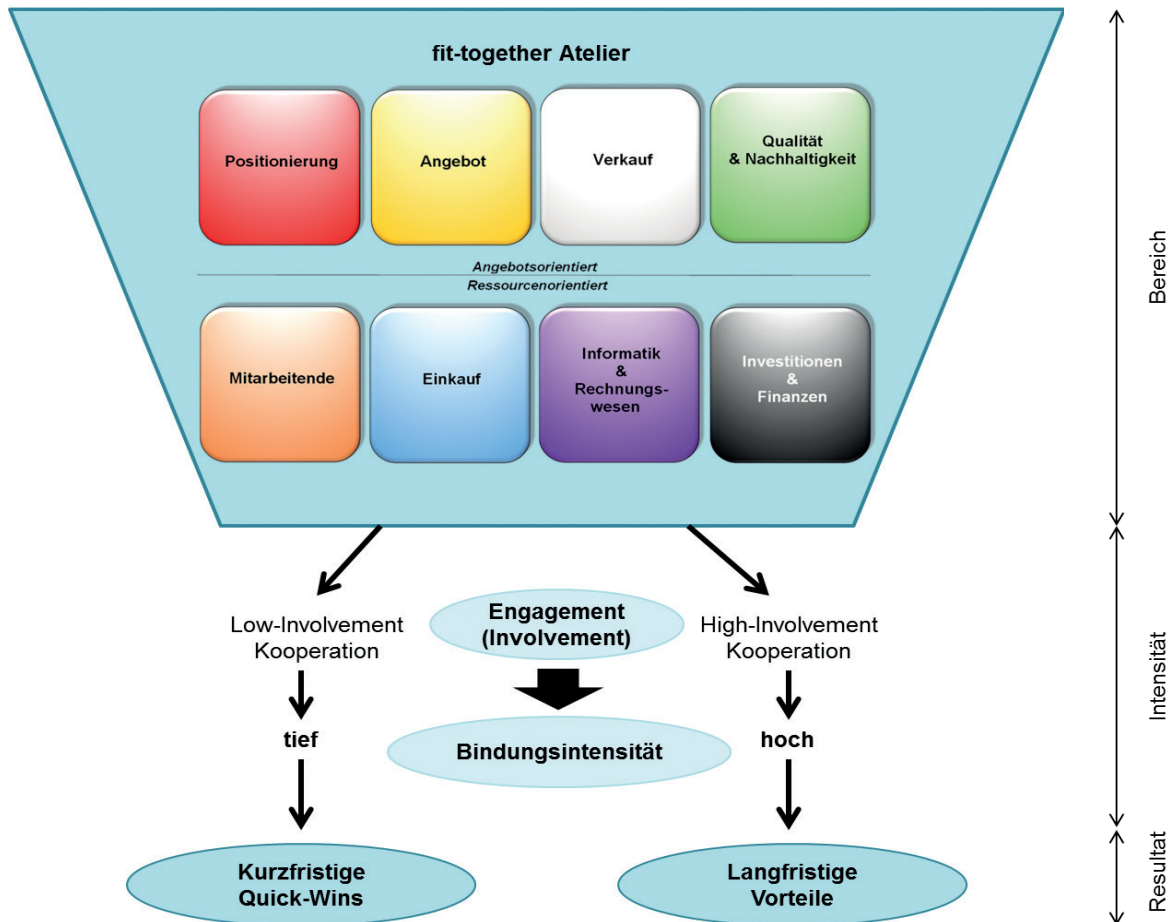 fit-together Atelier
Positionierung
Angebot
Verkauf
Qualität
& Nachhaltigkeit
Angebotsorientiert
Ressourcenorientiert
Mitarbeitende
Einkauf
Informatik
&
Rechnungs-
wesen
Investitionen
&
Finanzen
Bereich
Low-Involvement
Kooperation
Engagement
(Involvement)
High-Involvement
Kooperation
tief
Bindungsintensität
hoch
Intensität
Kurzfristige
Quick-Wins
Langfristige
Vorteile
Resultat